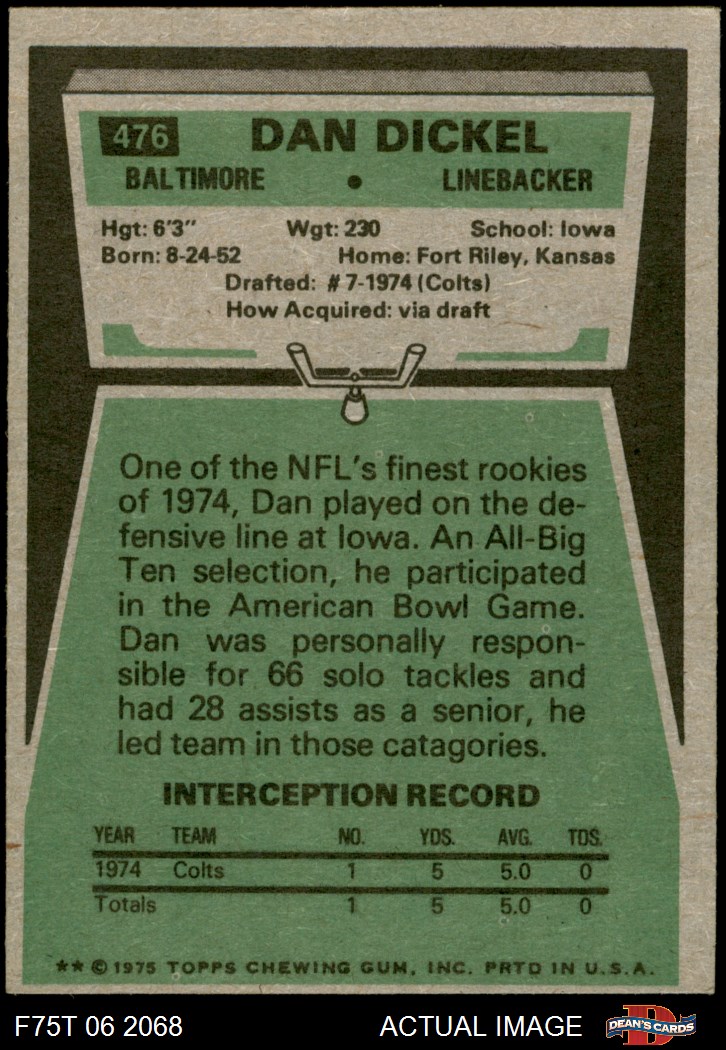 476 DAN DICKEL
BALTIMORE • LINEBACKER
Hgt: 6'3" Wgt: 230 School: Iowa
Born: 8-24-52 Home: Fort Riley, Kansas
Drafted: #7-1974 (Colts)
How Acquired: via draft
One of the NFL's finest rookies
of 1974, Dan played on the de-
fensive line at Iowa. An All-Big
Ten selection, he participated
in the American Bowl Game.
Dan was personally respon-
sible for 66 solo tackles and
had 28 assists as a senior, he
led team in those catagories.
INTERCEPTION RECORD
YEAR TEAM NO. YDS. AVG. TDS.
1974 Colts 1 5 5.0 0
Totals 1 5 5.0 0
** © 1975 TOPPS CHEWING GUM, INC. PRTD IN U.S.A.
F75T 06 2068 ACTUAL IMAGE D DEAN'S CARDS